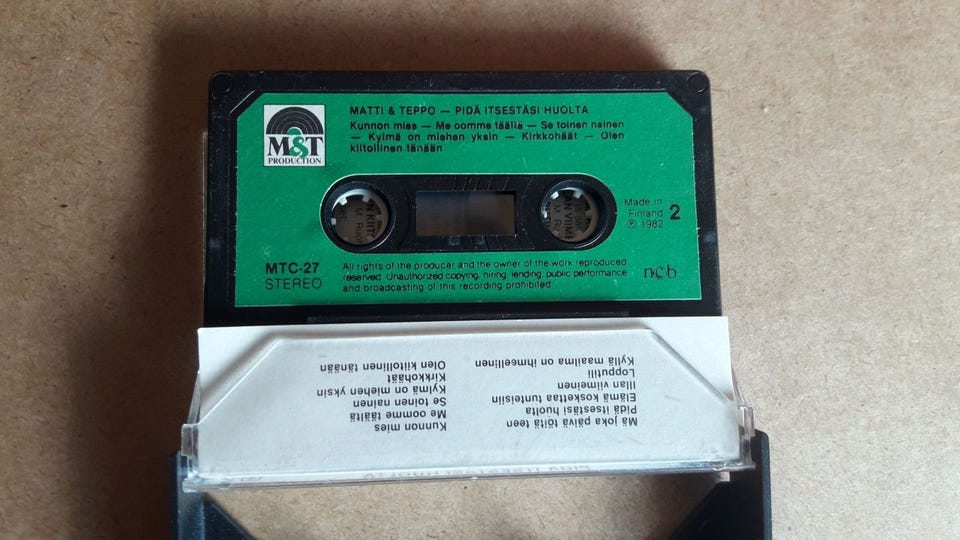 M&T
PRODUCTION
MATTI & TEPPO — PIDÄ ITSESTÄSI HUOLTA
Kunnon mies — Me oomme täältä — Se toinen nainen
— Kylmä on miehen yksin — Kirkkohäät — Olen
kiitollinen tänään
Made in
Finland
℗ 1982
2
MTC-27
STEREO
All rights of the producer and the owner of the work reproduced
reserved. Unauthorized copying, hiring, lending, public performance
and broadcasting of this recording prohibited
ncb
Mä joka päivä töitä teen
Pidä itsestäsi huolta
Elämä koskettaa tunteisiin
Illan viimeinen
Lopputili
Kyllä maailma on ihmeellinen
Kunnon mies
Me oomme täältä
Se toinen nainen
Kylmä on miehen yksin
Kirkkohäät
Olen kiitollinen tänään